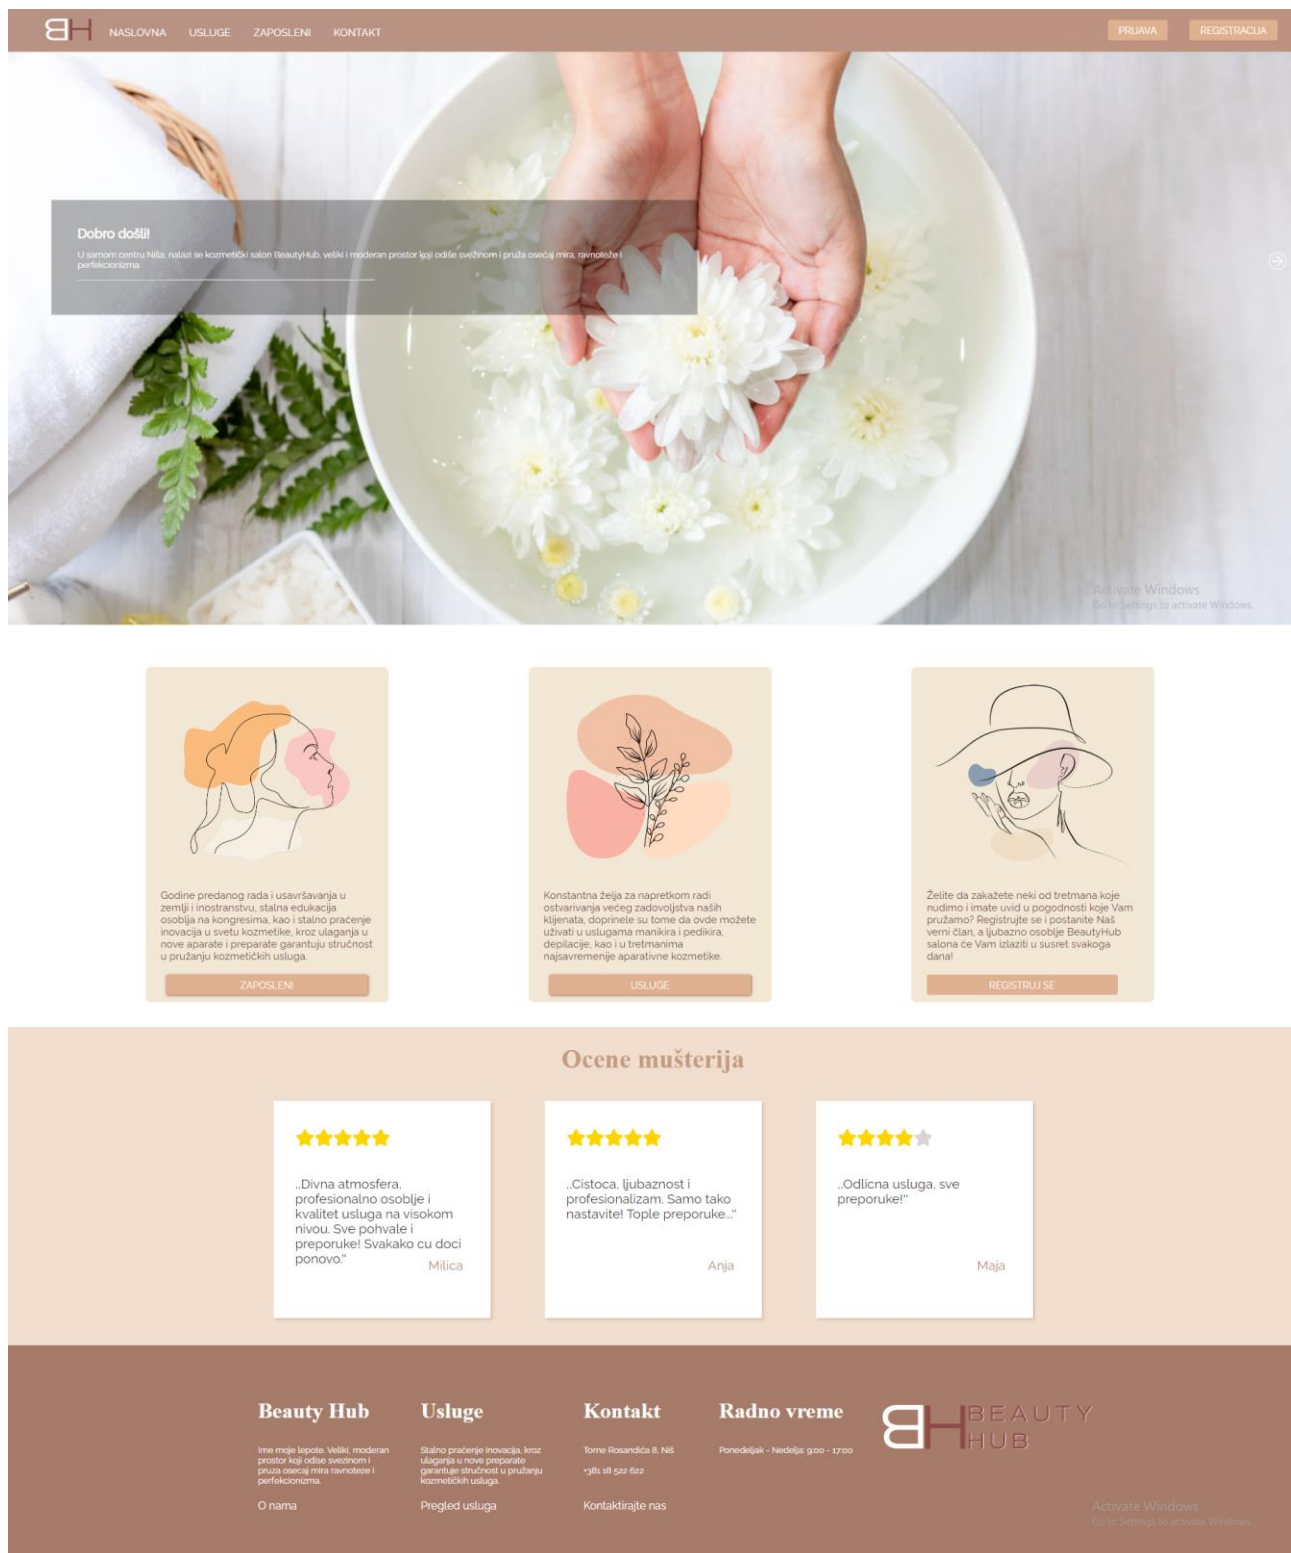 BH NASLOVNA USLUGE ZAPOSLENI KONTAKT PRIJAVA REGISTRACIJA
Dobro došli!
U samom centru Niša, nalazi se kozmetički salon BeautyHub, veliki i moderan prostor koji odiše svežinom i pruža osećaj mira, ravnoteže i
perfekcionizma.
Activate Windows
Go to Settings to activate Windows.
Godine predanog rada i usavršavanja u
zemlji i inostranstvu, stalna edukacija
osoblja na kongresima, kao i stalno praćenje
inovacija u svetu kozmetike, kroz ulaganja u
nove aparate i preparate garantuju stručnost
u pružanju kozmetičkih usluga.
ZAPOSLENI
Konstantna želja za napretkom radi
ostvarivanja većeg zadovoljstva naših
klijenata, doprinele su tome da ovde možete
uživati u uslugama manikira i pedikira,
depilacije, kao i u tretmanima
najsavremenije aparativne kozmetike.
USLUGE
Želite da zakažete neki od tretmana koje
nudimo i imate uvid u pogodnosti koje Vam
pružamo? Registrujte se i postanite Naš
verni član, a ljubazno osoblje BeautyHub
salona će Vam izlaziti u susret svakoga
dana!
REGISTRUJ SE
Ocene mušterija
,,Divna atmosfera,
profesionalno osoblje i
kvalitet usluga na visokom
nivou. Sve pohvale i
preporuke! Svakako cu doci
ponovo."
Milica
,,Cistoca, ljubaznost i
profesionalizam. Samo tako
nastavite! Tople preporuke..."
Anja
,,Odlicna usluga, sve
preporuke!"
Maja
Beauty Hub
Ime moje lepote. Veliki, moderan
prostor koji odise svezinom i
pruza osecaj mira ravnoteze i
perfekcionizma.
O nama
Usluge
Stalno praćenje inovacija, kroz
ulaganja u nove preparate
garantuje stručnost u pružanju
kozmetičkih usluga.
Pregled usluga
Kontakt
Tome Rosandića 8, Niš
+381 18 522 622
Kontaktirajte nas
Radno vreme
Ponedeljak - Nedelja: 9:00 - 17:00
BH BEAUTY
HUB
Activate Windows
Go to Settings to activate Windows.